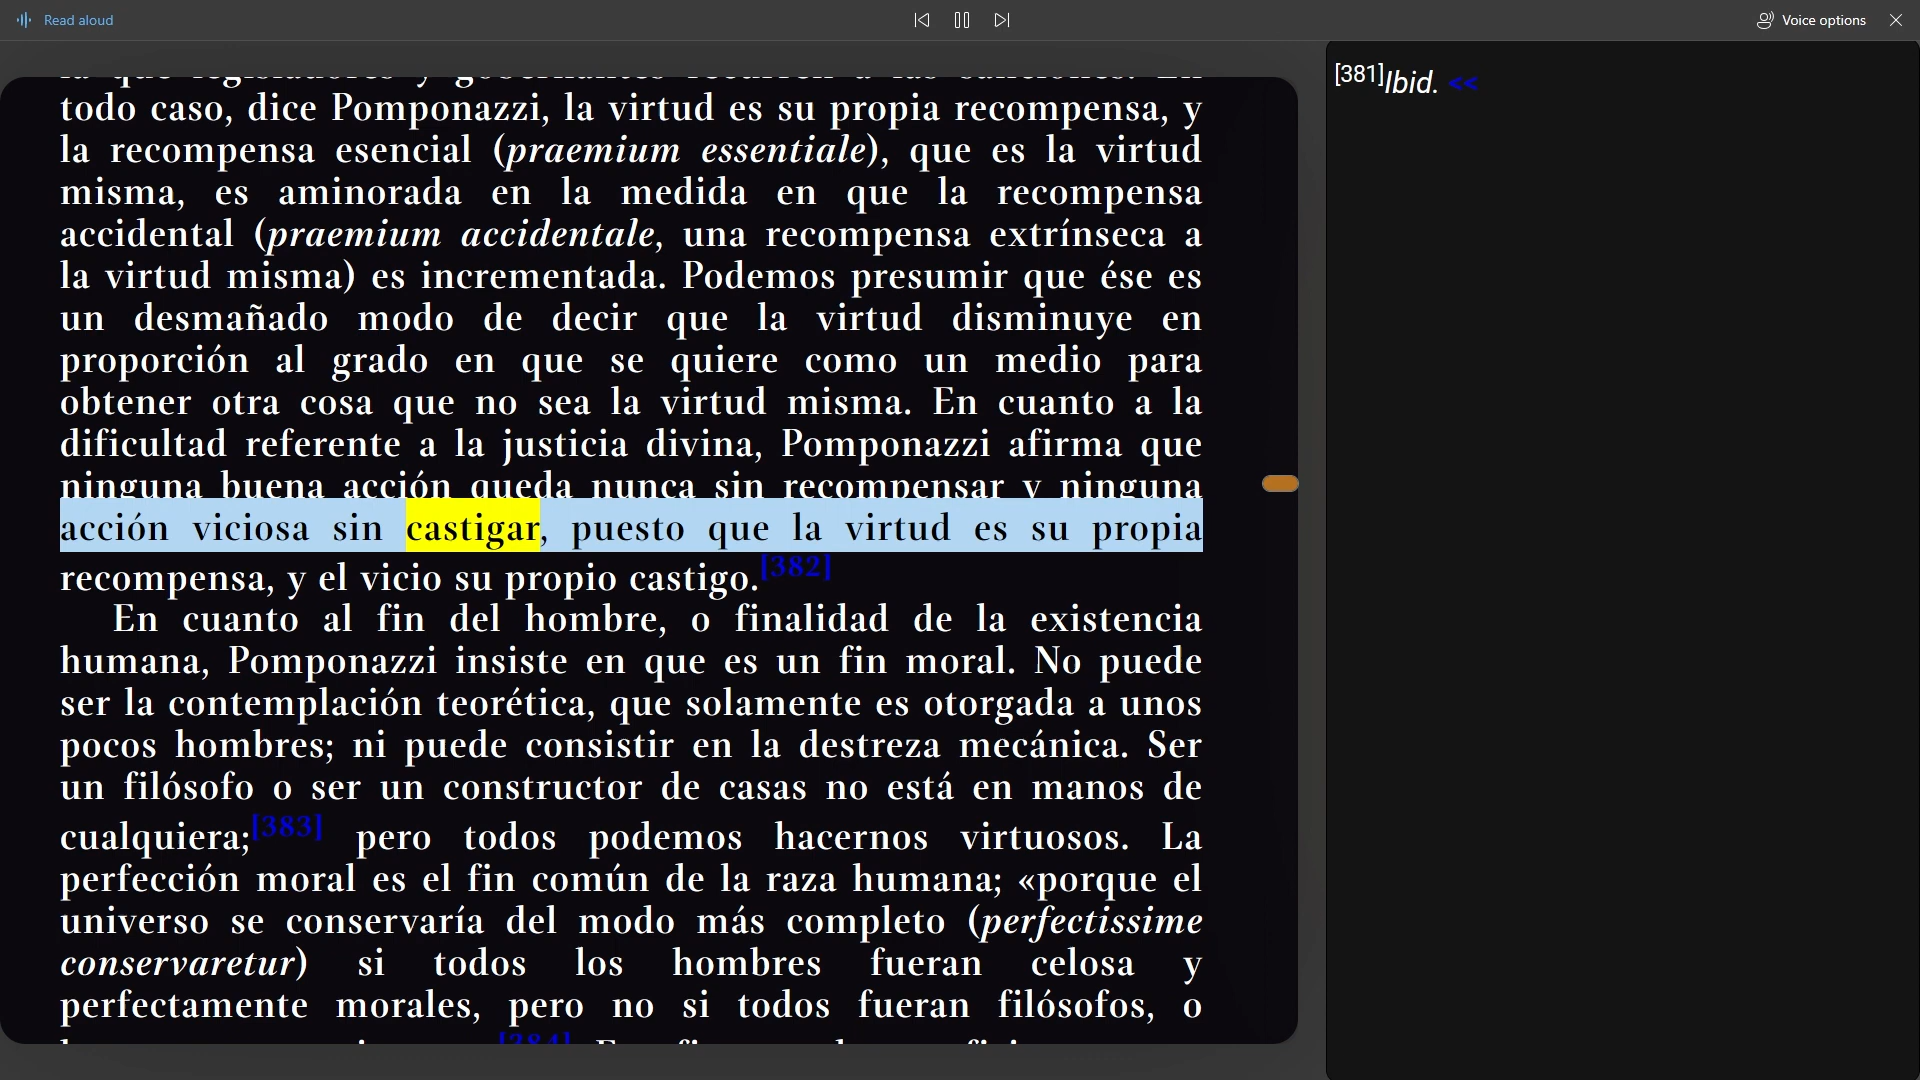 Read aloud
Voice options
todo caso, dice Pomponazzi, la virtud es su propia recompensa, y
la recompensa esencial (praemium essentiale), que es la virtud
misma, es aminorada en la medida en que la recompensa
accidental (praemium accidentale, una recompensa extrínseca a
la virtud misma) es incrementada. Podemos presumir que ése es
un desmañado modo de decir que la virtud disminuye en
proporción al grado en que se quiere como un medio para
obtener otra cosa que no sea la virtud misma. En cuanto a la
dificultad referente a la justicia divina, Pomponazzi afirma que
ninguna buena acción queda nunca sin recompensar y ninguna
acción viciosa sin castigar, puesto que la virtud es su propia
recompensa, y el vicio su propio castigo.[382]
En cuanto al fin del hombre, o finalidad de la existencia
humana, Pomponazzi insiste en que es un fin moral. No puede
ser la contemplación teorética, que solamente es otorgada a unos
pocos hombres; ni puede consistir en la destreza mecánica. Ser
un filósofo o ser un constructor de casas no está en manos de
cualquiera;[383] pero todos podemos hacernos virtuosos. La
perfección moral es el fin común de la raza humana; «porque el
universo se conservaría del modo más completo (perfectissime
conservaretur) si todos los hombres fueran celosa y
perfectamente morales, pero no si todos fueran filósofos, o
[384]
[381]Ibid. <<